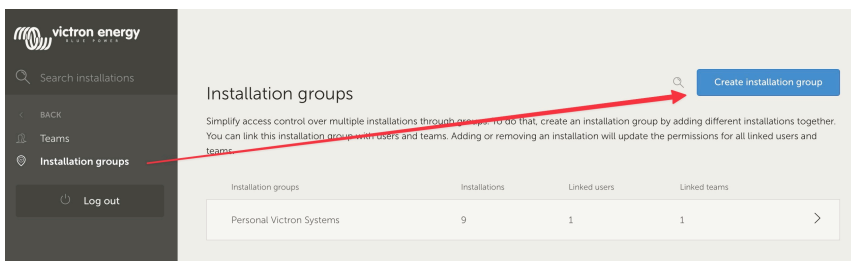 victron energy
BLUE POWER
Search installations
BACK
Teams
Installation groups
Log out
Installation groups
Create installation group
Simplify access control over multiple installations through groups. To do that, create an installation group by adding different installations together.
You can link this installation group with users and teams. Adding or removing an installation will update the permissions for all linked users and
teams.
Installation groups Installations Linked users Linked teams
Personal Victron Systems 9 1 1